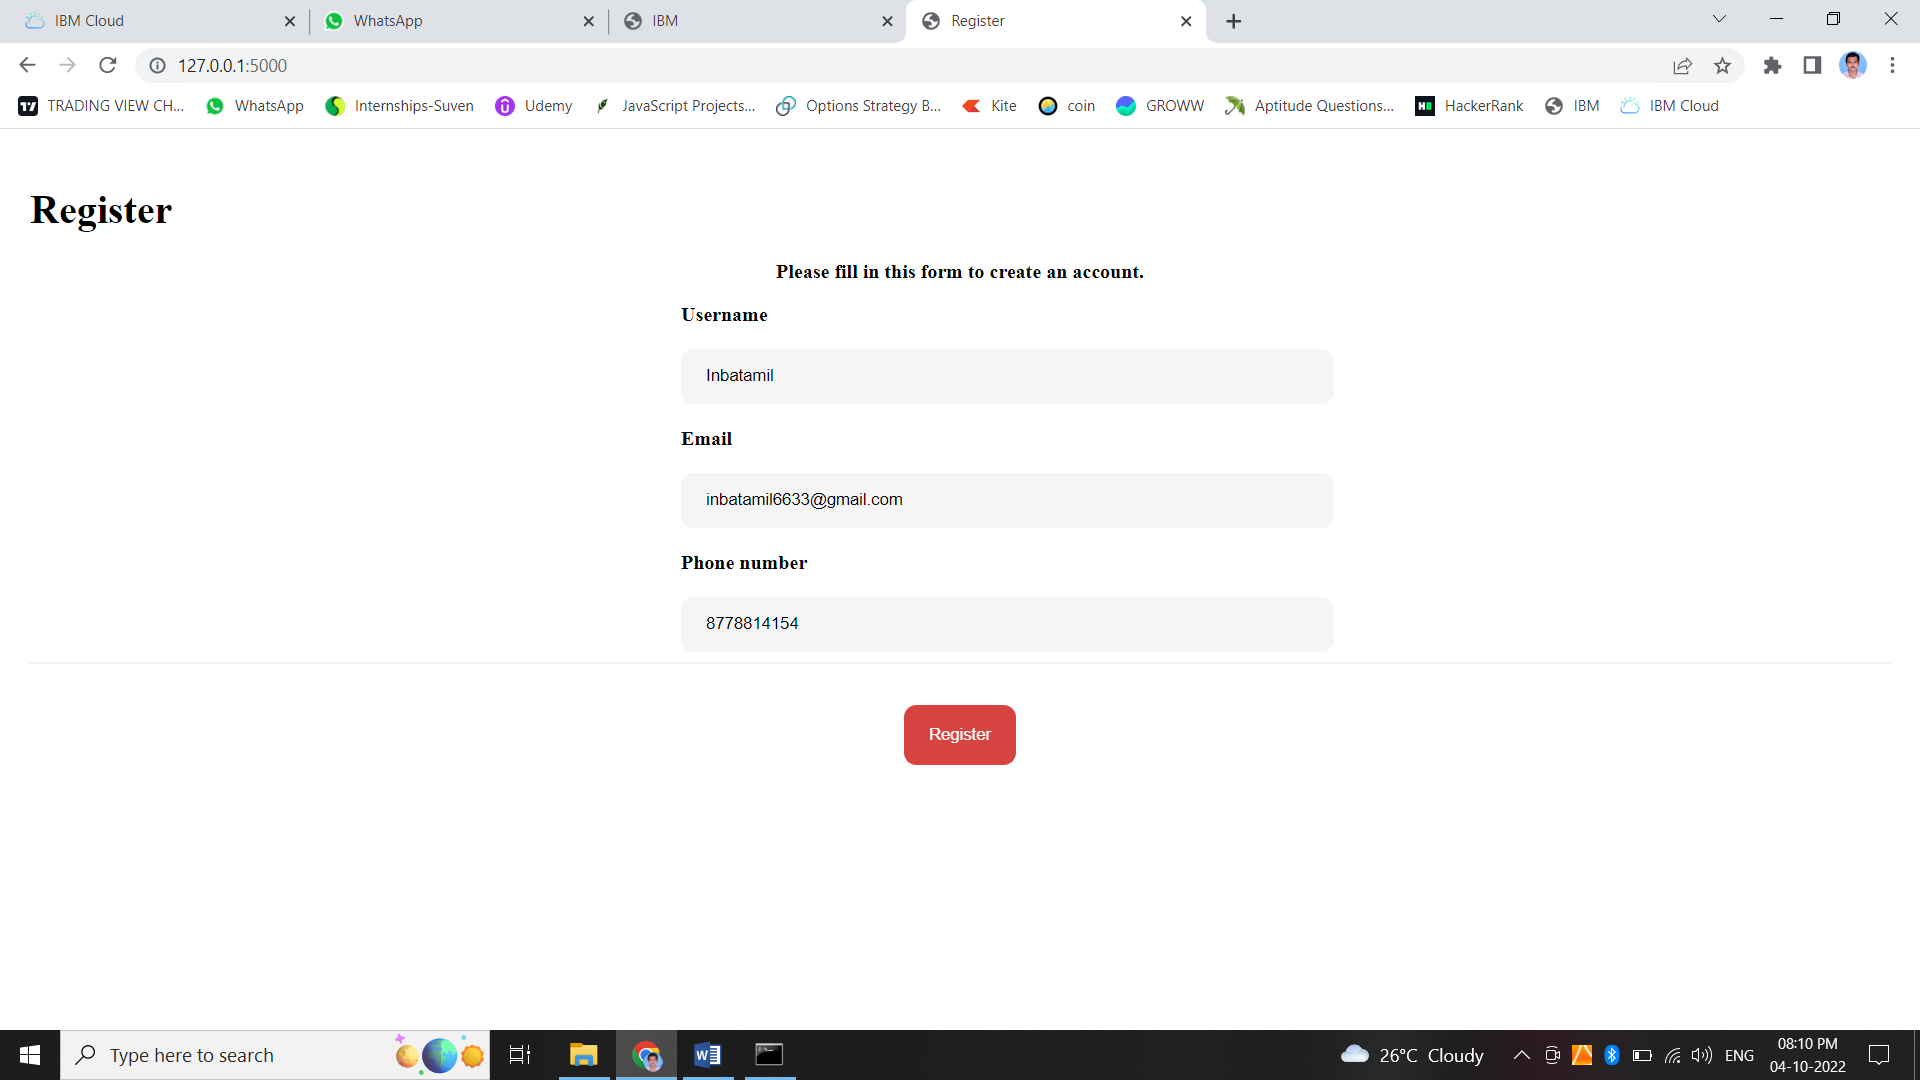 IBM Cloud
WhatsApp
IBM
Register
127.0.0.1:5000
TRADING VIEW CH...
WhatsApp
Internships-Suven
Udemy
JavaScript Projects...
Options Strategy B...
Kite
coin
GROWW
Aptitude Questions...
HackerRank
IBM
IBM Cloud
Register
Please fill in this form to create an account.
Username
Inbatamil
Email
inbatamil6633@gmail.com
Phone number
8778814154
Register
Type here to search
26°C Cloudy
ENG
08:10 PM
04-10-2022